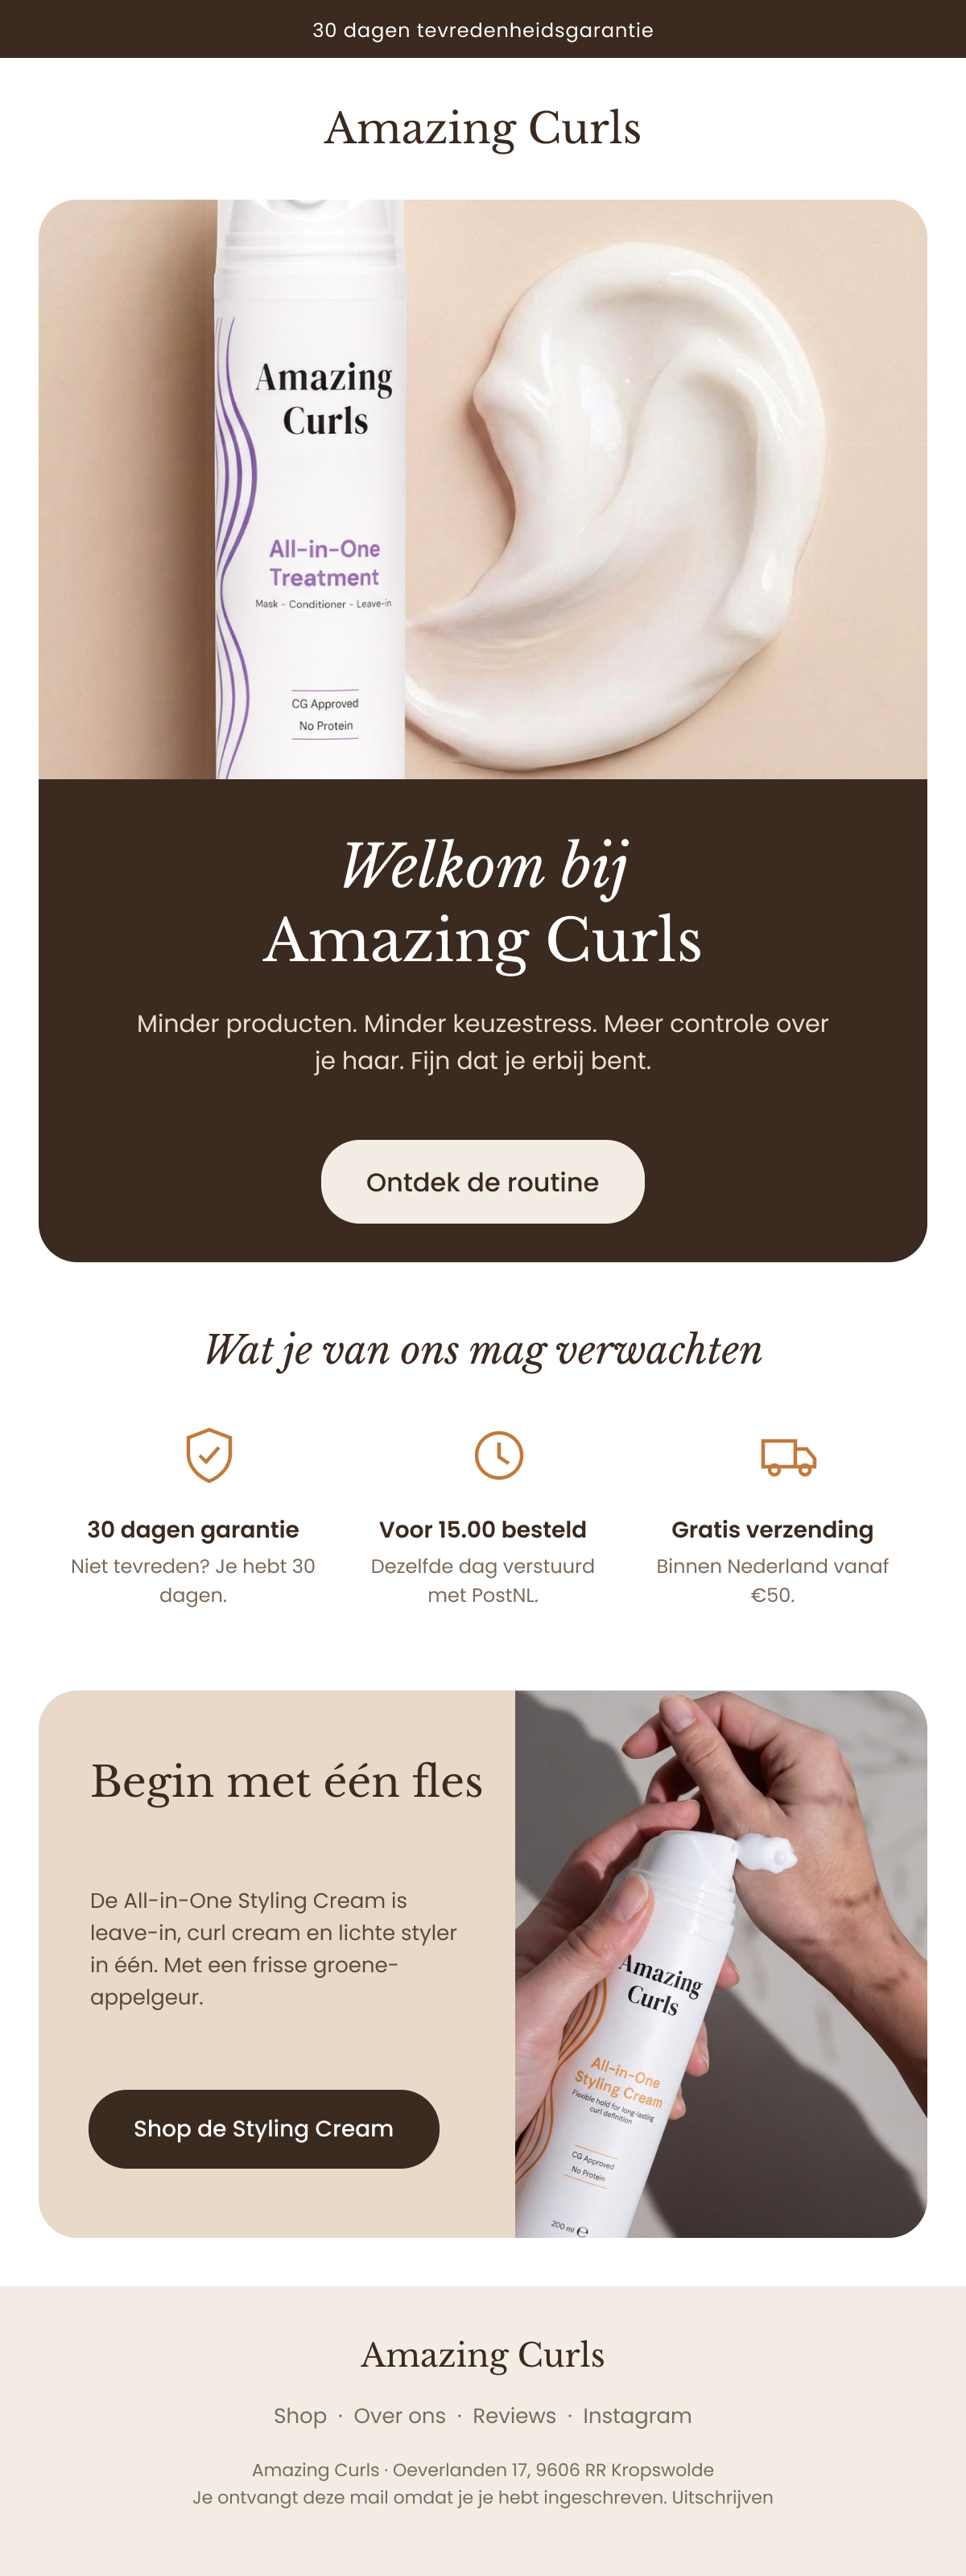 30 dagen tevredenheidsgarantie
Amazing Curls
Amazing
Curls
All-in-One
Treatment
Mask - Conditioner - Leave-in
CG Approved
No Protein
Welkom bij
Amazing Curls
Minder producten. Minder keuzestress. Meer controle over
je haar. Fijn dat je erbij bent.
Ontdek de routine
Wat je van ons mag verwachten
30 dagen garantie
Niet tevreden? Je hebt 30
dagen.
Voor 15.00 besteld
Dezelfde dag verstuurd
met PostNL.
Gratis verzending
Binnen Nederland vanaf
€50.
Begin met één fles
De All-in-One Styling Cream is
leave-in, curl cream en lichte styler
in één. Met een frisse groene-
appelgeur.
Shop de Styling Cream
Amazing
Curls
All-in-One
Styling Cream
Flexible hold for long-lasting
curl definition
CG Approved
No Protein
200 ml ℮
Amazing Curls
Shop · Over ons · Reviews · Instagram
Amazing Curls · Oeverlanden 17, 9606 RR Kropswolde
Je ontvangt deze mail omdat je je hebt ingeschreven. Uitschrijven